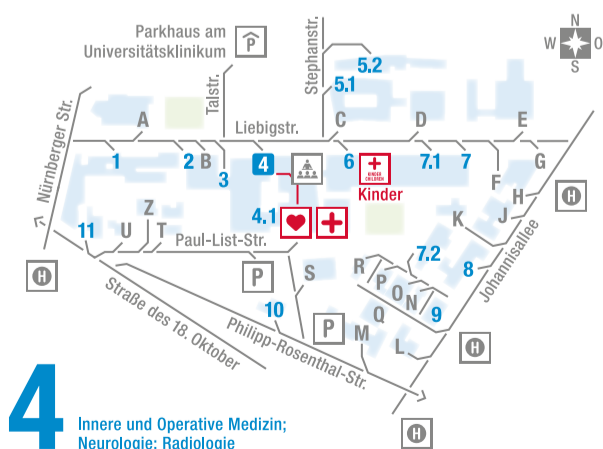 Parkhaus am
Universitätsklinikum
P
Stephanstr.
5.2
5.1
N
W O
S
Talstr.
Nürnberger Str.
A
Liebigstr.
C
D
E
1
2
B
3
4
6
KINDER
CHILDREN
Kinder
7.1
7
F
G
H
H
4.1
J
K
Johannisallee
11
U
Z
T
Paul-List-Str.
7.2
8
H
P
S
R
P
O
N
9
Straße des 18. Oktober
10
Philipp-Rosenthal-Str.
P
Q
M
L
H
H
4
Innere und Operative Medizin;
Neurologie; Radiologie